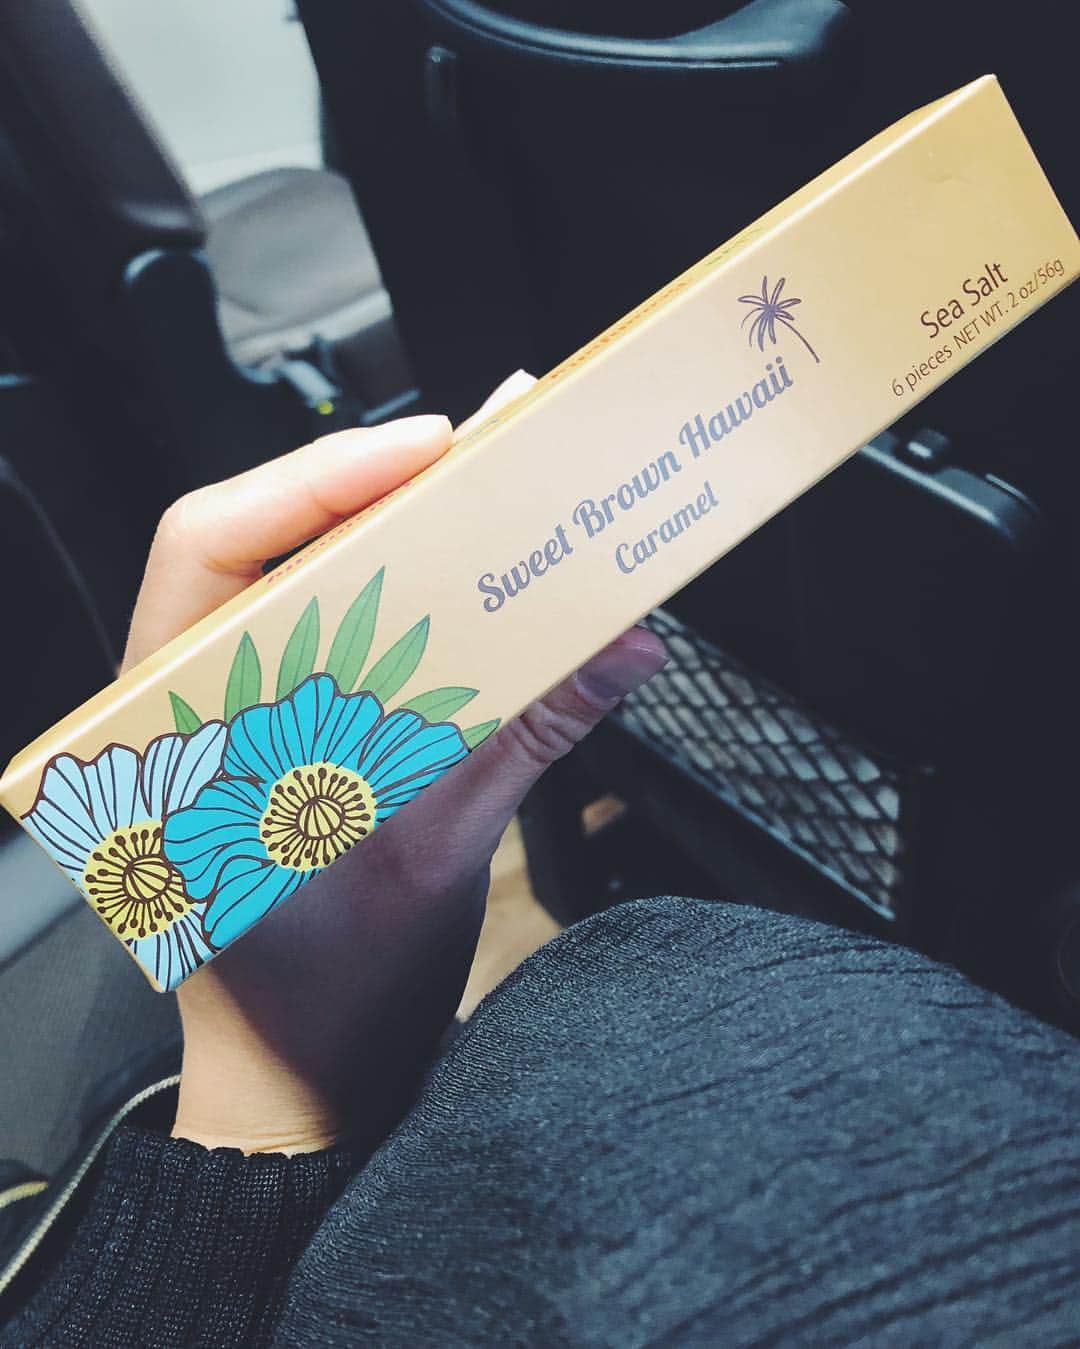 Sweet Brown Hawaii
Caramel
Sea Salt
6 pieces NET WT. 2 oz/56g